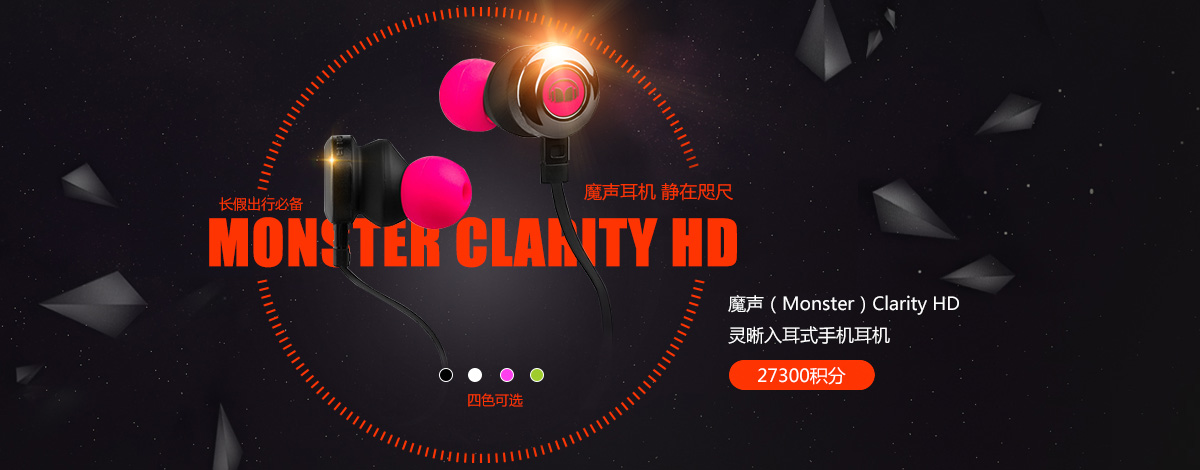 长假出行必备
魔声耳机 静在咫尺
MONSTER CLARITY HD
魔声（Monster）Clarity HD
灵晰入耳式手机耳机
27300积分
四色可选